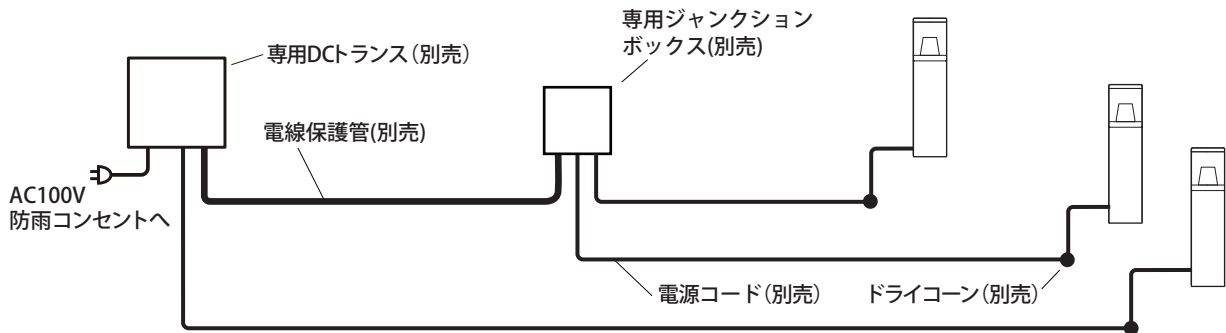 専用ジャンクション
ボックス(別売)
専用DCトランス（別売）
電線保護管(別売)
AC100V
防雨コンセントへ
電源コード（別売）
ドライコーン（別売）